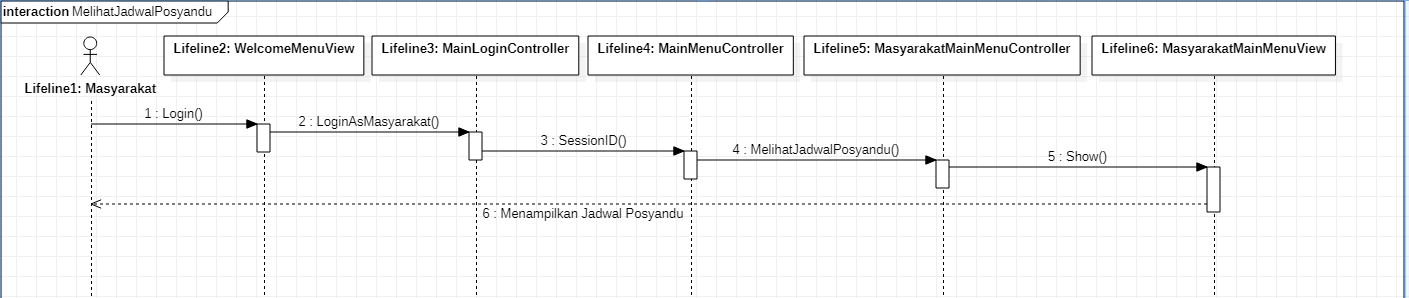 interaction MelihatJadwalPosyandu
Lifeline1: Masyarakat
Lifeline2: WelcomeMenuView
Lifeline3: MainLoginController
Lifeline4: MainMenuController
Lifeline5: MasyarakatMainMenuController
Lifeline6: MasyarakatMainMenuView
1 : Login()
2 : LoginAsMasyarakat()
3 : SessionID()
4 : MelihatJadwalPosyandu()
5 : Show()
6 : Menampilkan Jadwal Posyandu